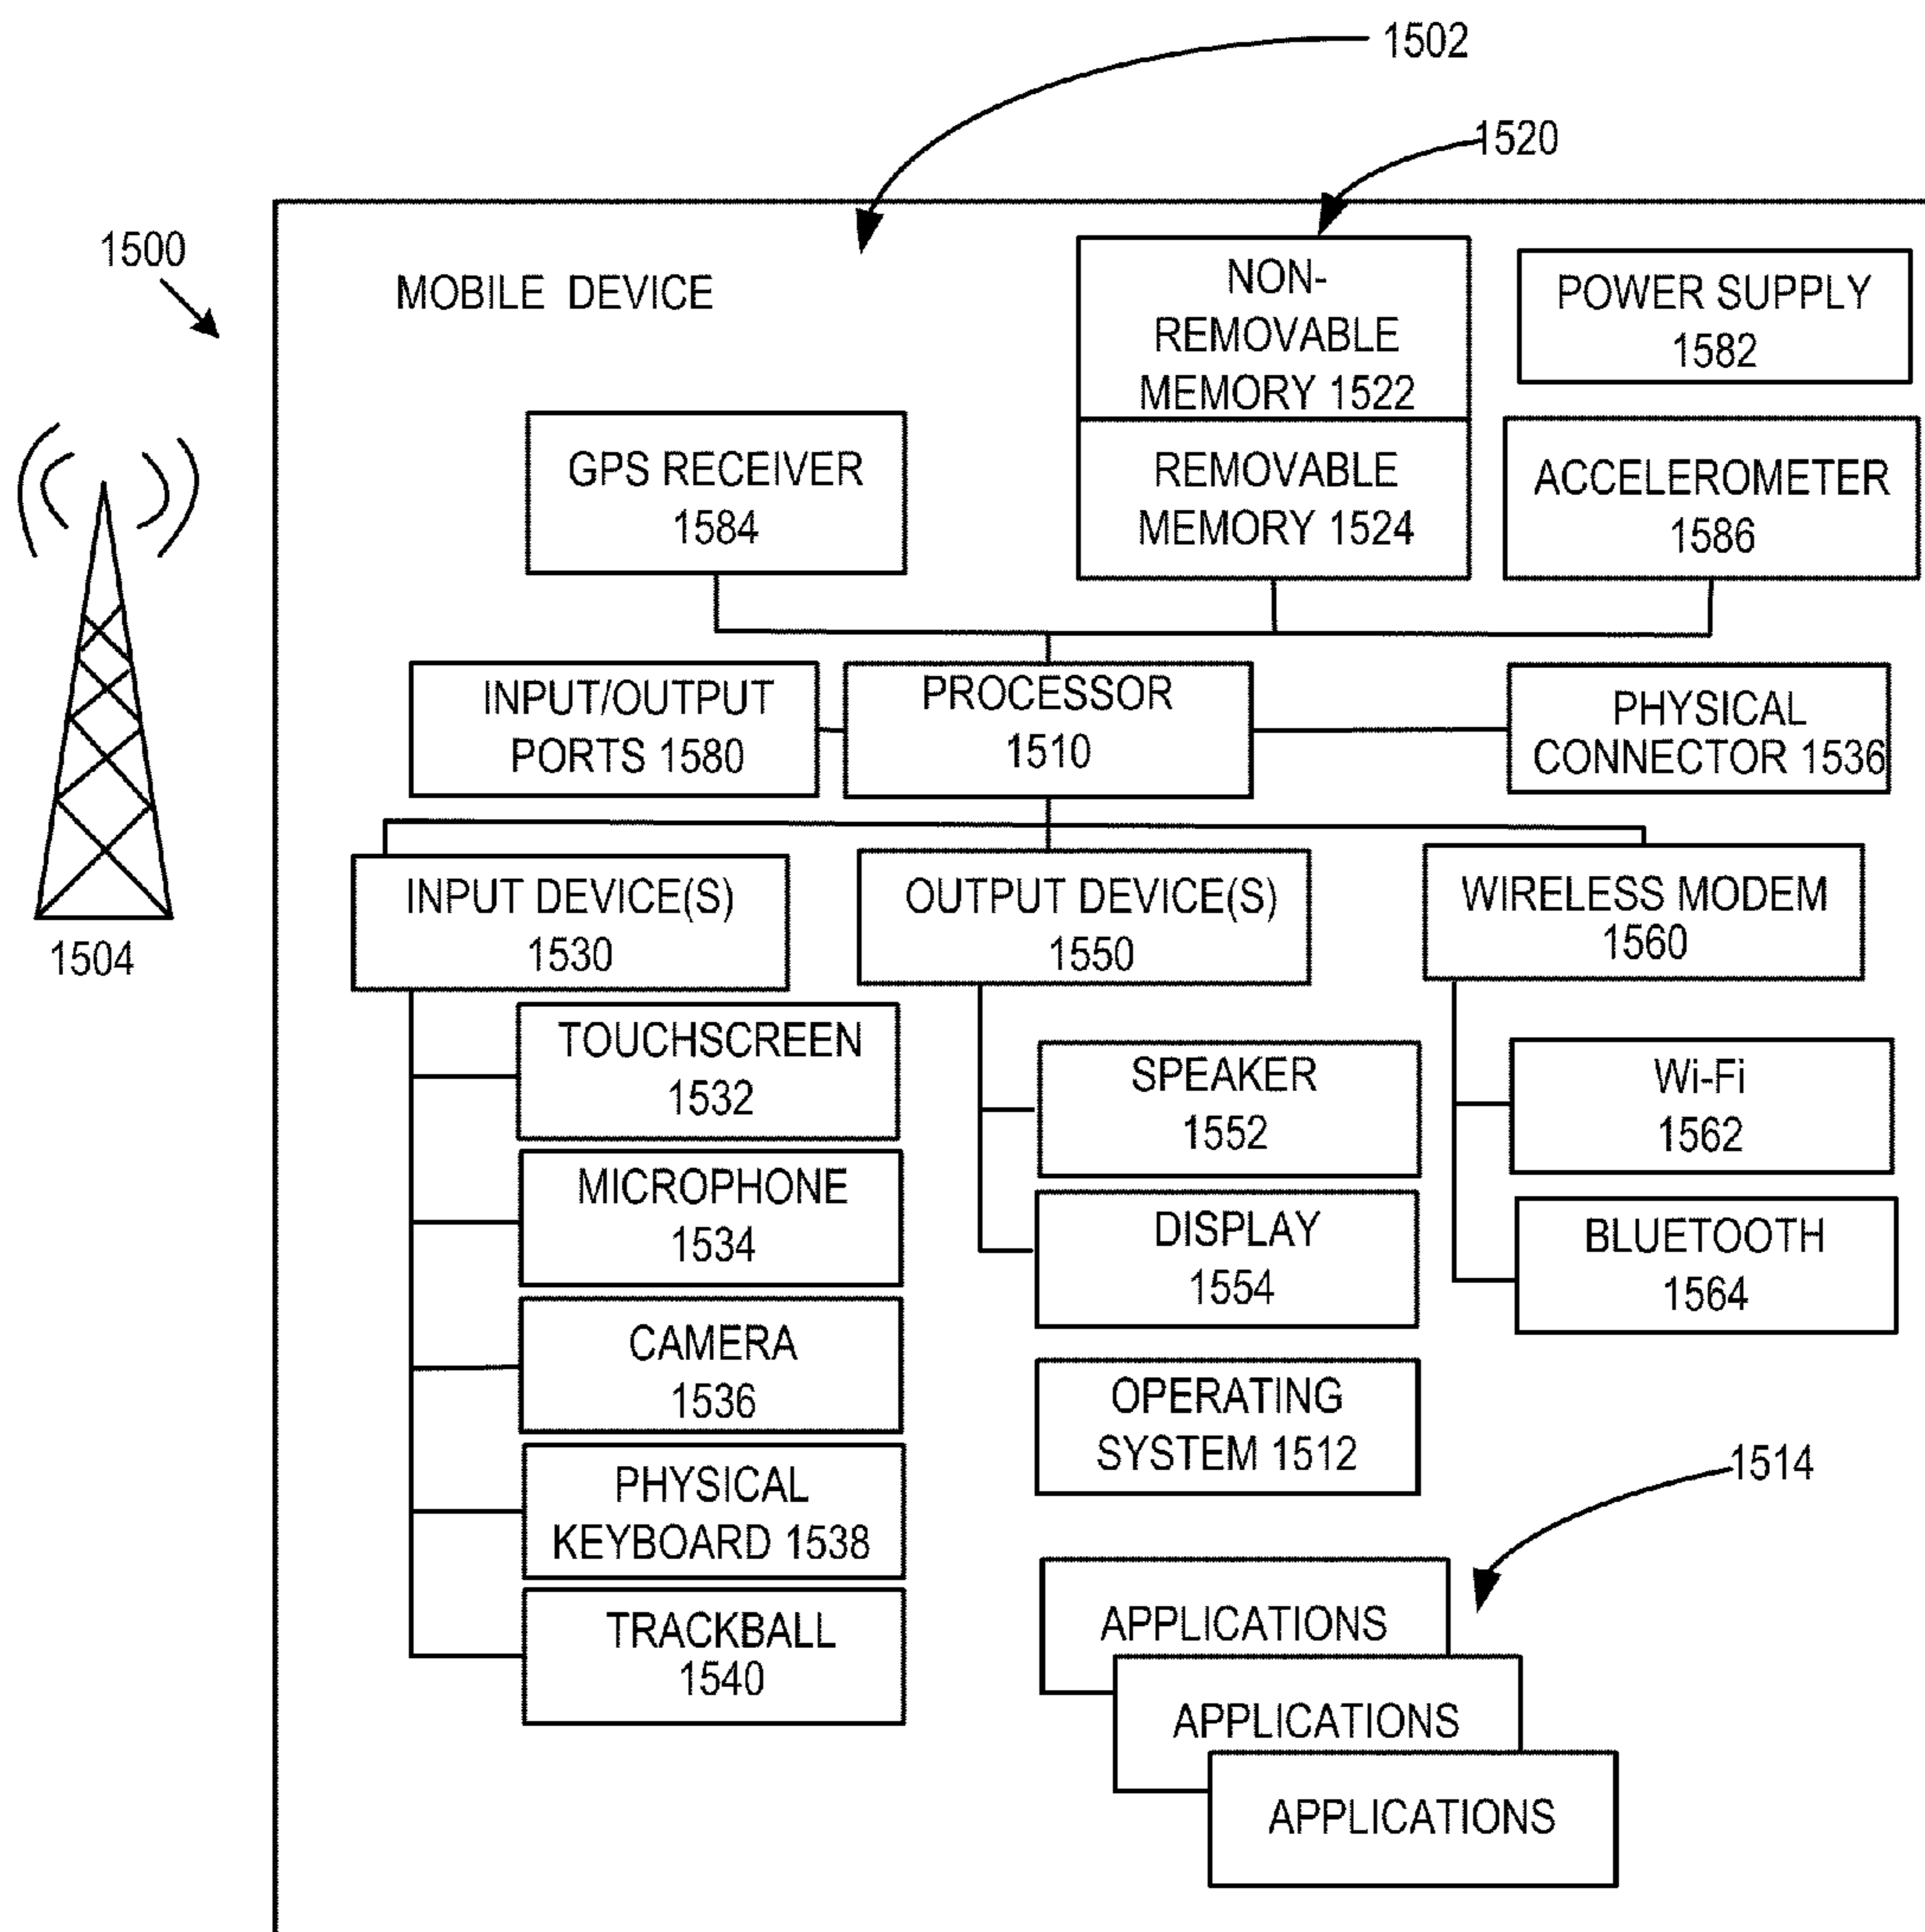 1502
1520
1500
MOBILE DEVICE
NON-
REMOVABLE
MEMORY 1522
POWER SUPPLY
1582
GPS RECEIVER
1584
REMOVABLE
MEMORY 1524
ACCELEROMETER
1586
INPUT/OUTPUT
PORTS 1580
PROCESSOR
1510
PHYSICAL
CONNECTOR 1536
1504
INPUT DEVICE(S)
1530
OUTPUT DEVICE(S)
1550
WIRELESS MODEM
1560
TOUCHSCREEN
1532
MICROPHONE
1534
CAMERA
1536
PHYSICAL
KEYBOARD 1538
TRACKBALL
1540
SPEAKER
1552
DISPLAY
1554
Wi-Fi
1562
BLUETOOTH
1564
OPERATING
SYSTEM 1512
1514
APPLICATIONS
APPLICATIONS
APPLICATIONS